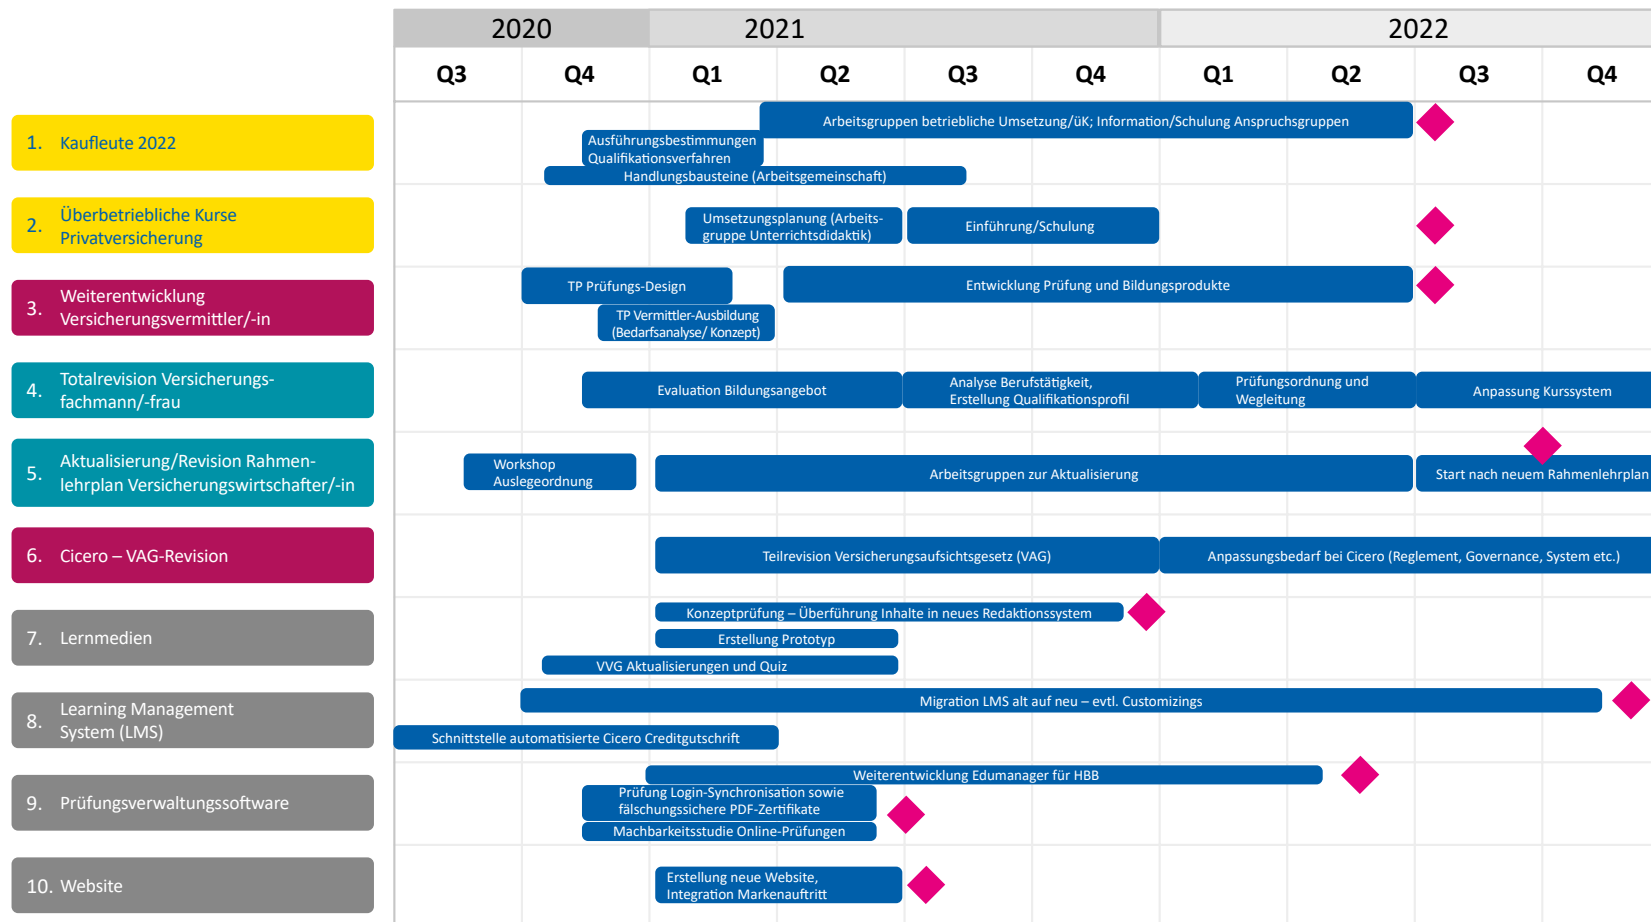 2020
2021
2022
Q3
Q4
Q1
Q2
Q3
Q4
Q1
Q2
Q3
Q4
1. Kaufleute 2022
Arbeitsgruppen betriebliche Umsetzung/üK; Information/Schulung Anspruchsgruppen
Ausführungsbestimmungen
Qualifikationsverfahren
Handlungsbausteine (Arbeitsgemeinschaft)
2. Überbetriebliche Kurse
Privatversicherung
Umsetzungsplanung (Arbeits-
gruppe Unterrichtsdidaktik)
Einführung/Schulung
3. Weiterentwicklung
Versicherungsvermittler/-in
TP Prüfungs-Design
Entwicklung Prüfung und Bildungsprodukte
TP Vermittler-Ausbildung
(Bedarfsanalyse/ Konzept)
4. Totalrevision Versicherungs-
fachmann/-frau
Evaluation Bildungsangebot
Analyse Berufstätigkeit,
Erstellung Qualifikationsprofil
Prüfungsordnung und
Wegleitung
Anpassung Kurssystem
5. Aktualisierung/Revision Rahmen-
lehrplan Versicherungswirtschafter/-in
Workshop
Auslegeordnung
Arbeitsgruppen zur Aktualisierung
Start nach neuem Rahmenlehrplan
6. Cicero – VAG-Revision
Teilrevision Versicherungsaufsichtsgesetz (VAG)
Anpassungsbedarf bei Cicero (Reglement, Governance, System etc.)
7. Lernmedien
Konzeptprüfung – Überführung Inhalte in neues Redaktionssystem
Erstellung Prototyp
VVG Aktualisierungen und Quiz
8. Learning Management
System (LMS)
Migration LMS alt auf neu – evtl. Customizings
Schnittstelle automatisierte Cicero Creditgutschrift
9. Prüfungsverwaltungssoftware
Weiterentwicklung Edumanager für HBB
Prüfung Login-Synchronisation sowie
fälschungssichere PDF-Zertifikate
Machbarkeitsstudie Online-Prüfungen
10. Website
Erstellung neue Website,
Integration Markenauftritt